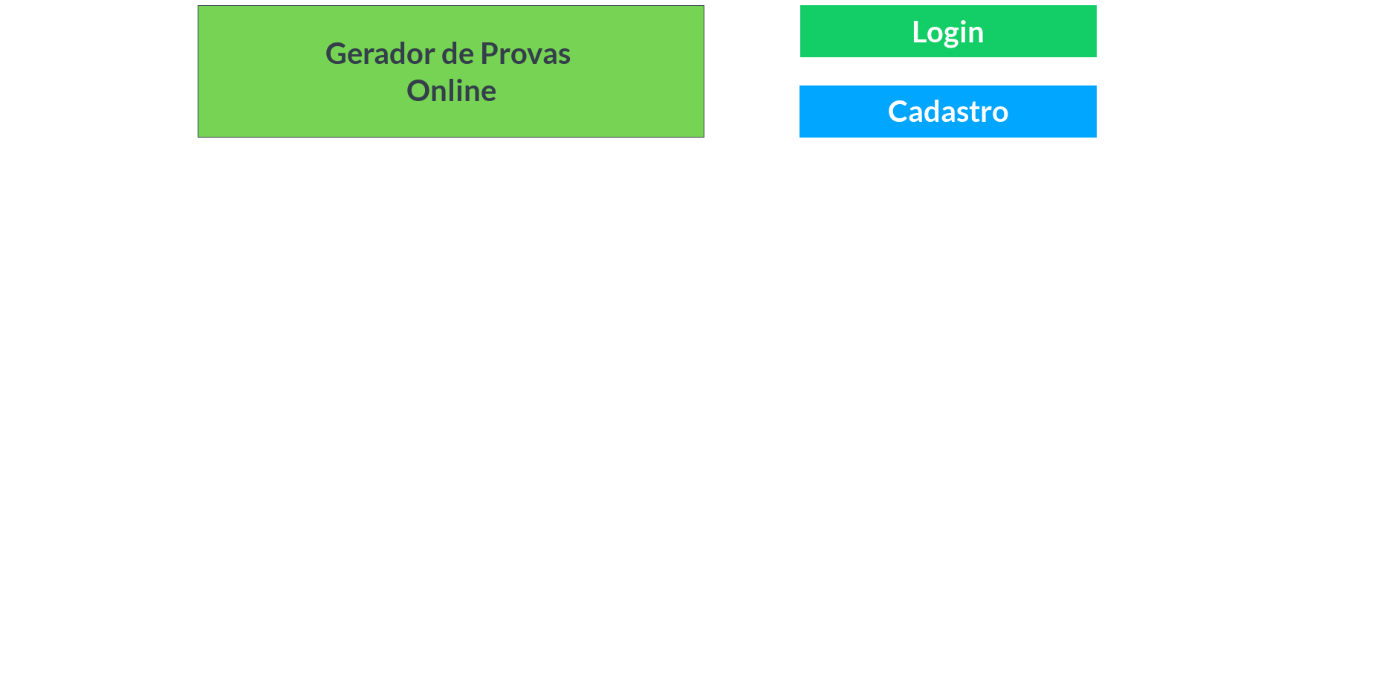 Gerador de Provas
Online
Login
Cadastro